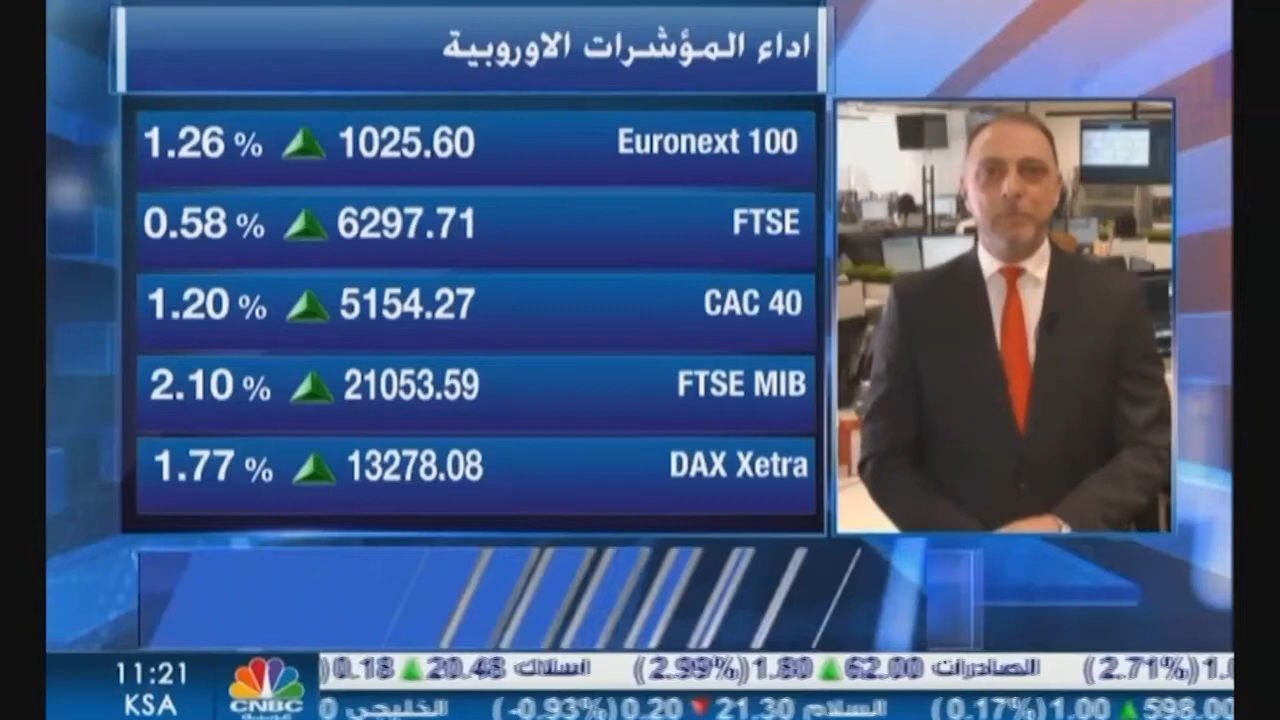 اداء المؤشرات الاوروبية
Euronext 100 1025.60 1.26 %
FTSE 6297.71 0.58 %
CAC 40 5154.27 1.20 %
FTSE MIB 21053.59 2.10 %
DAX Xetra 13278.08 1.77 %
11:21
KSA
CNBC
عربية
(2.71%) الصادرات 62.00 1.80 (2.99%) اسلاك 20.48 0.18
598.00 1.00 (0.17%) السلام 21.30 0.20 (-0.93%) الخليجي